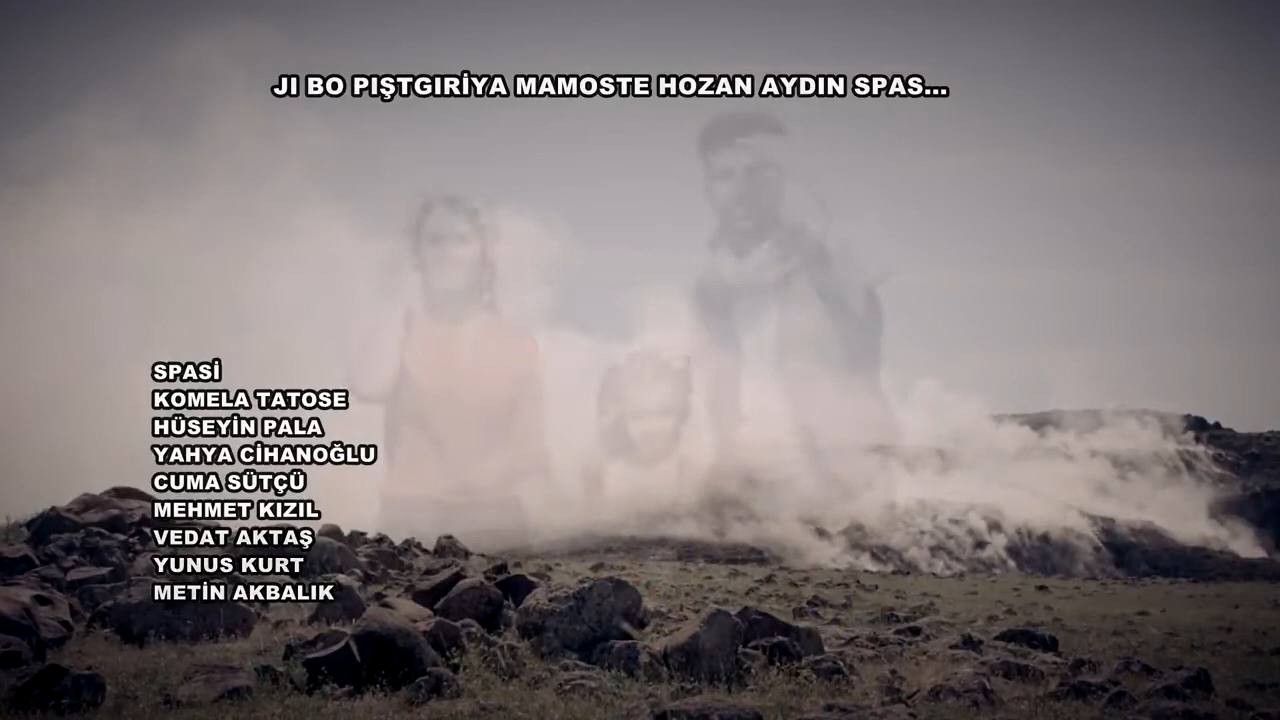 JI BO PIŞTGIRİYA MAMOSTE HOZAN AYDIN SPAS...
SPASİ
KOMELA TATOSE
HÜSEYİN PALA
YAHYA CİHANOĞLU
CUMA SÜTÇÜ
MEHMET KIZIL
VEDAT AKTAŞ
YUNUS KURT
METİN AKBALIK